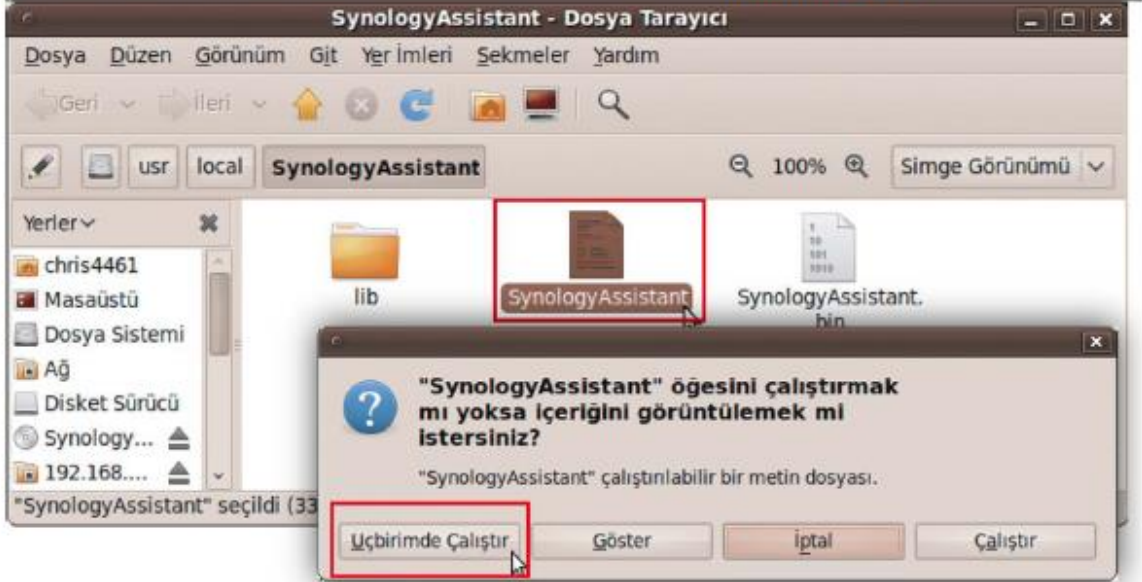 SynologyAssistant - Dosya Tarayıcı
Dosya Düzen Görünüm Git Yer İmleri Sekmeler Yardım
Geri İleri
usr local SynologyAssistant 100% Simge Görünümü
Yerler
chris4461
Masaüstü
Dosya Sistemi
Ağ
Disket Sürücü
Synology...
192.168....
lib
SynologyAssistant
SynologyAssistant.
bin
"SynologyAssistant" seçildi (33
"SynologyAssistant" öğesini çalıştırmak
mı yoksa içeriğini görüntülemek mi
istersiniz?
"SynologyAssistant" çalıştırılabilir bir metin dosyası.
Uçbirimde Çalıştır Göster İptal Çalıştır